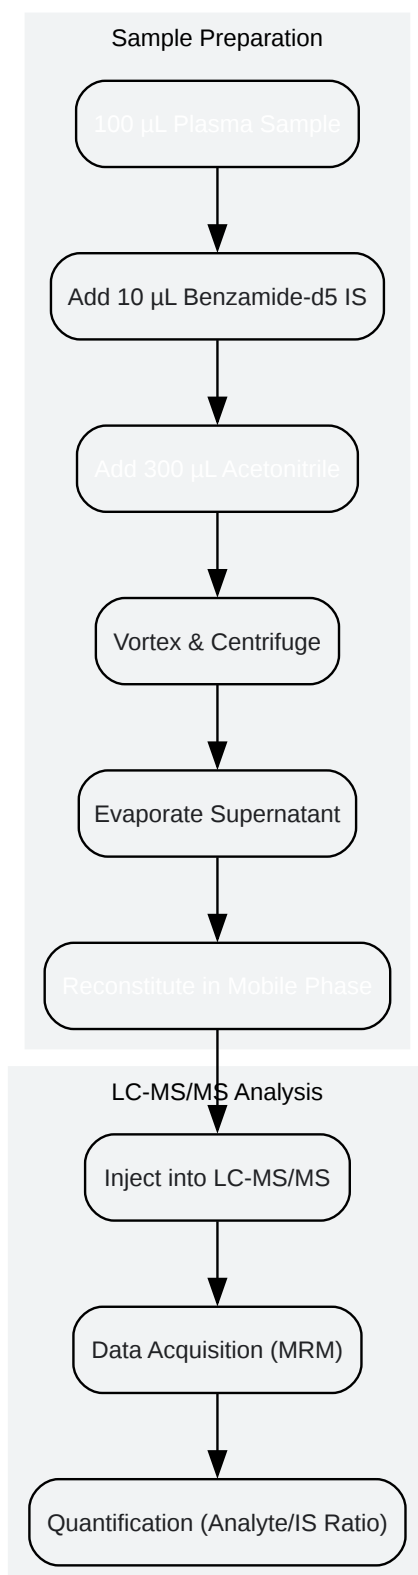 Sample Preparation
100 µL Plasma Sample
Add 10 µL Benzamide-d5 IS
Add 300 µL Acetonitrile
Vortex & Centrifuge
Evaporate Supernatant
Reconstitute in Mobile Phase
LC-MS/MS Analysis
Inject into LC-MS/MS
Data Acquisition (MRM)
Quantification (Analyte/IS Ratio)